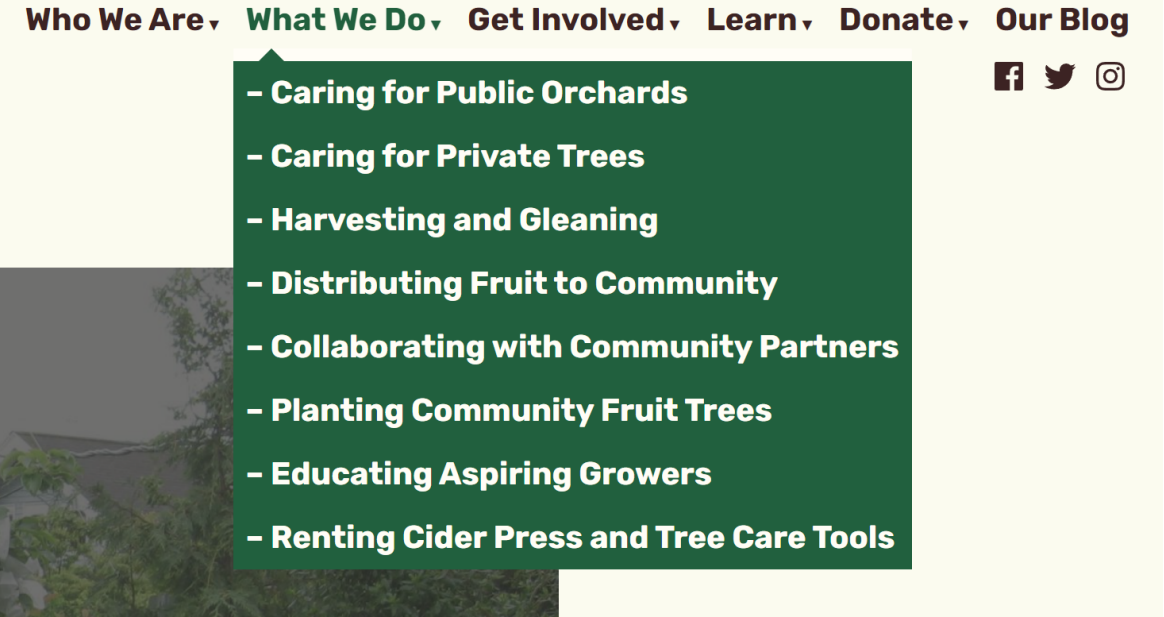 Who We Are ▾ What We Do ▾ Get Involved ▾ Learn ▾ Donate ▾ Our Blog
– Caring for Public Orchards
– Caring for Private Trees
– Harvesting and Gleaning
– Distributing Fruit to Community
– Collaborating with Community Partners
– Planting Community Fruit Trees
– Educating Aspiring Growers
– Renting Cider Press and Tree Care Tools